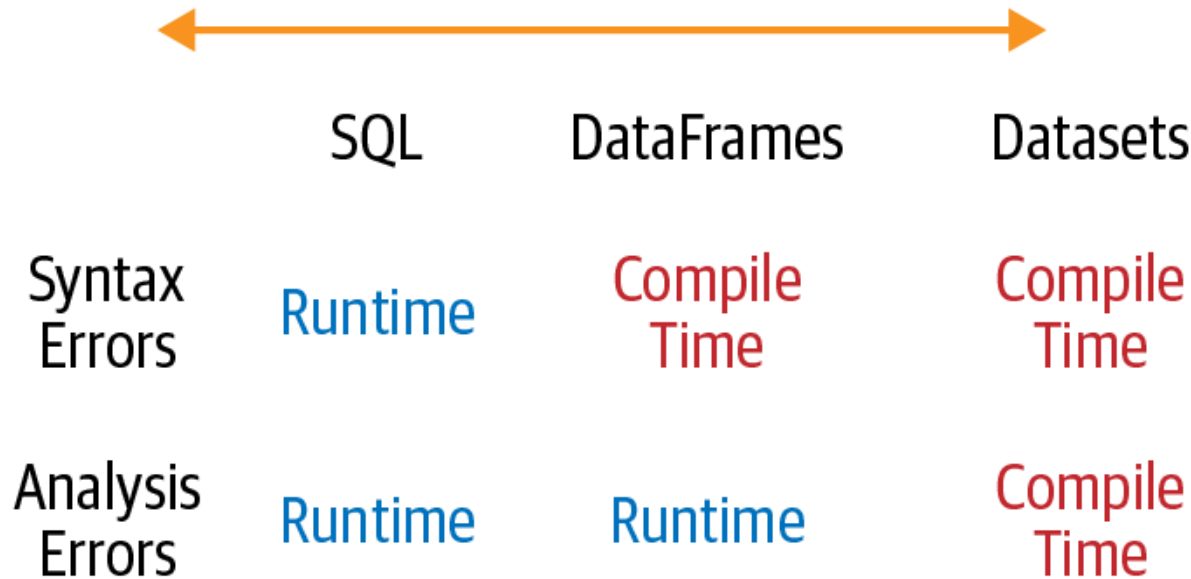 SQL DataFrames Datasets
Syntax Errors Runtime Compile Time Compile Time
Analysis Errors Runtime Runtime Compile Time